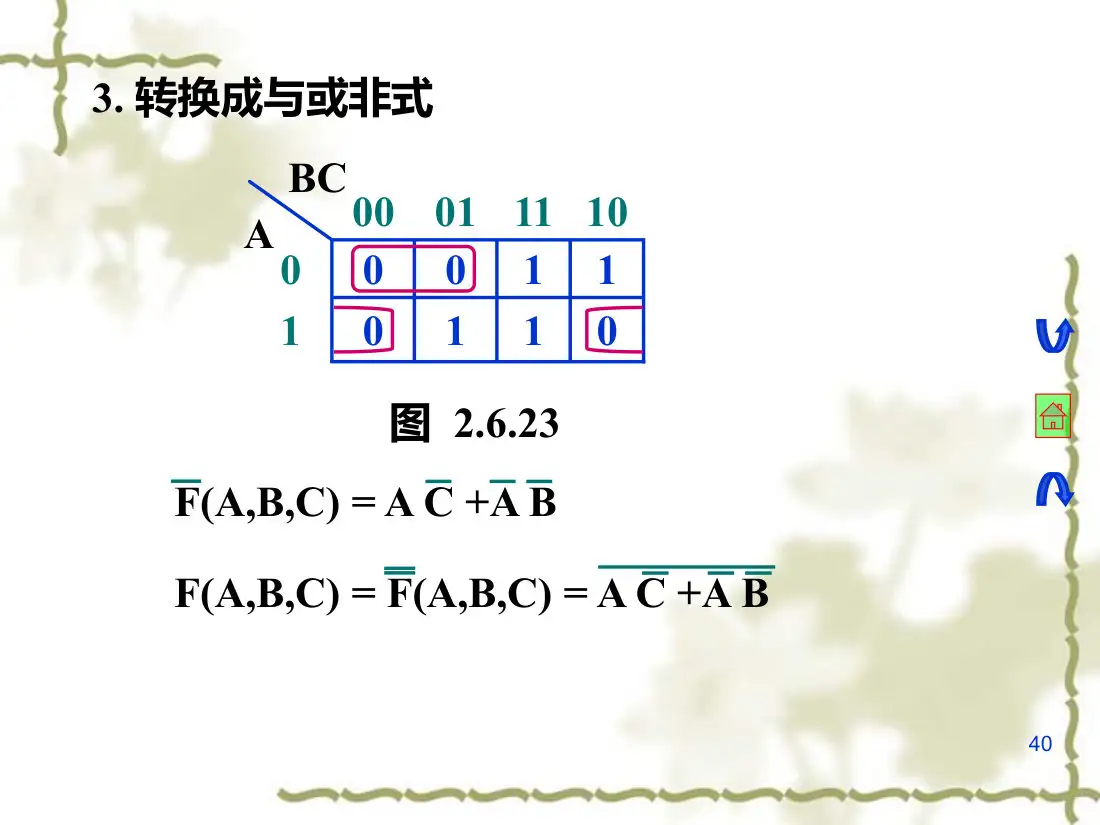 3. 转换成与或非式
BC
A
00 01 11 10
0 0 0 1 1
1 0 1 1 0
图 2.6.23
F̅(A,B,C) = A C̅ +A̅ B̅
F(A,B,C) = F̿(A,B,C) = \overline{A C̅ +A̅ B̅}
40